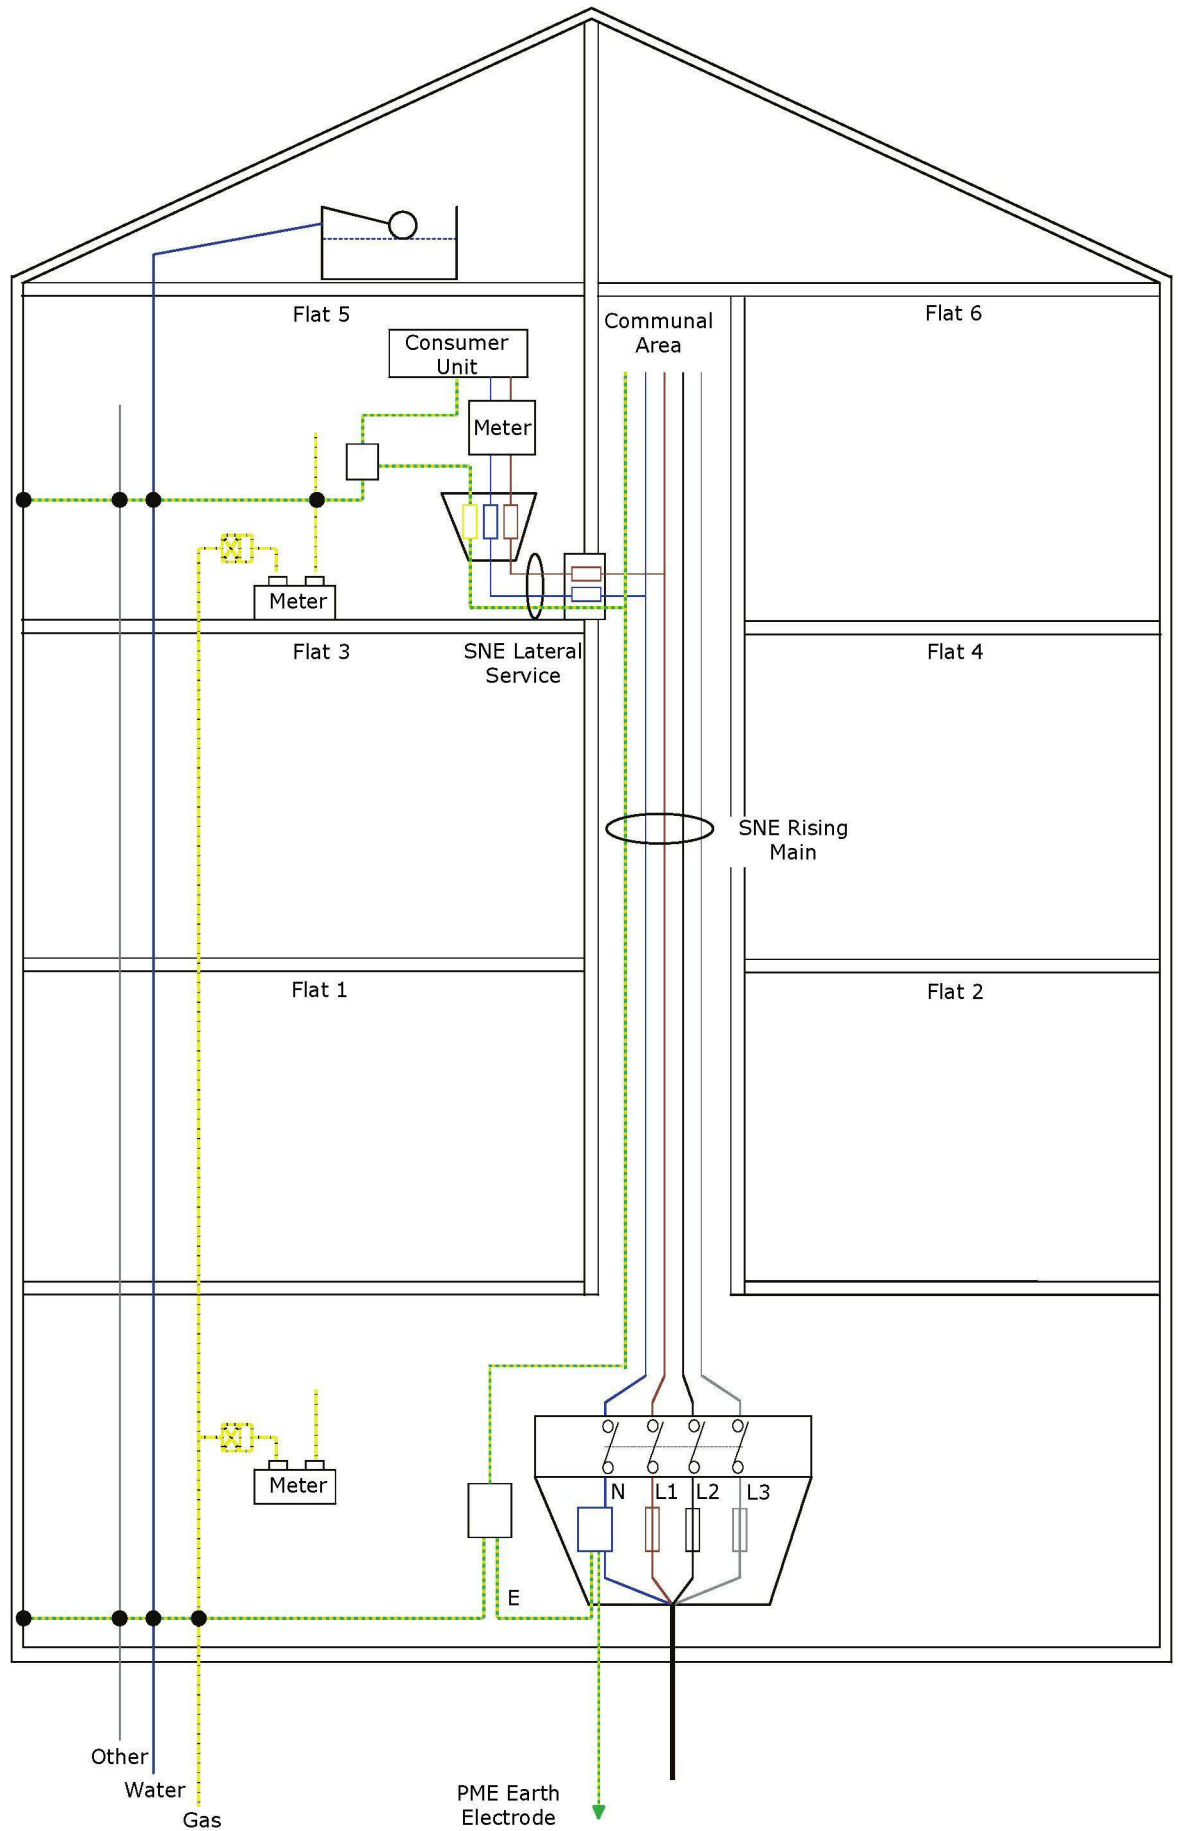 Flat 5
Communal
Area
Flat 6
Consumer
Unit
Meter
Meter
Flat 3
SNE Lateral
Service
Flat 4
SNE Rising
Main
Flat 1
Flat 2
Meter
N
L1
L2
L3
E
Other
Water
Gas
PME Earth
Electrode